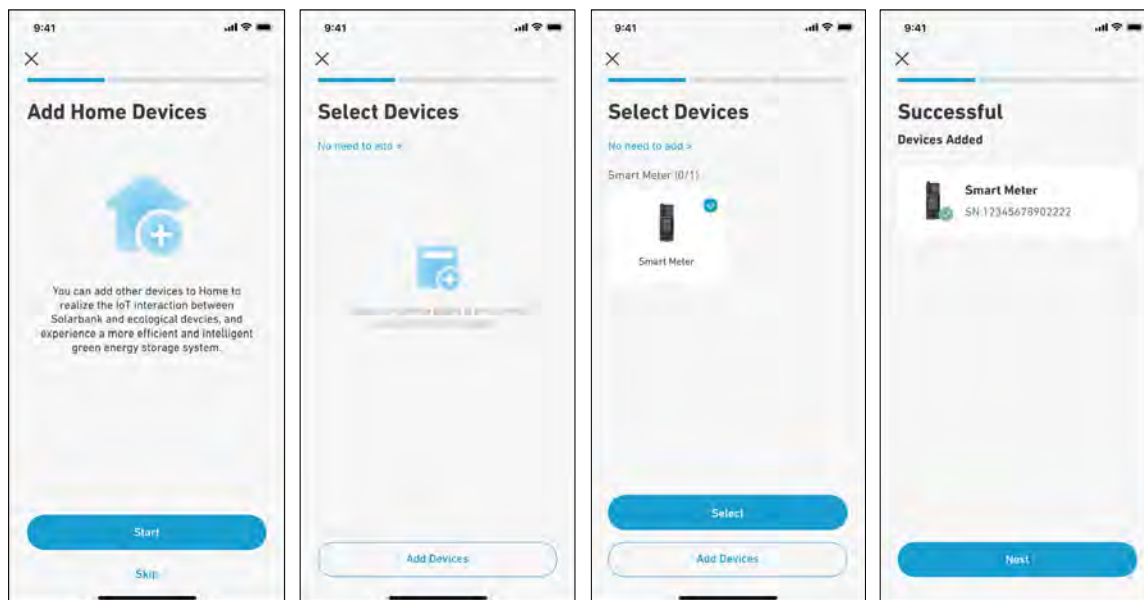 9:41
Add Home Devices
You can add other devices to Home to
realize the IoT interaction between
Solarbank and ecological devcies, and
experience a more efficient and intelligent
green energy storage system.
Start
Skip
9:41
Select Devices
No need to add >
Add Devices
9:41
Select Devices
No need to add >
Smart Meter (0/1)
Smart Meter
Select
Add Devices
9:41
Successful
Devices Added
Smart Meter
SN:12345678902222
Next